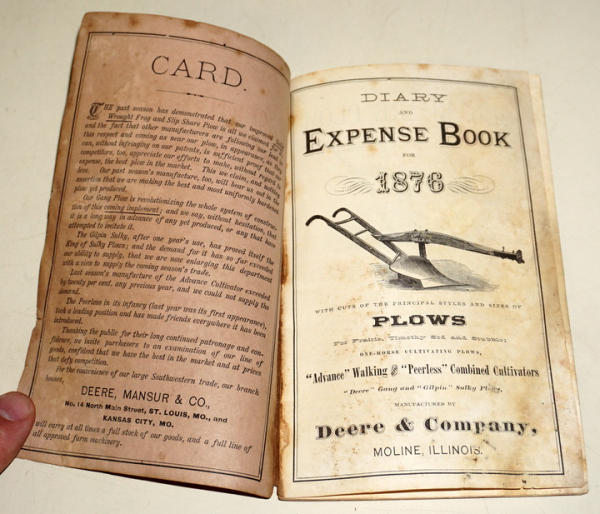 CARD.
THE past season has demonstrated that our improved
Wrought Frog and Slip Share Plow is all we claimed for it,
and the fact that other manufacturers are following our lead in
this respect and coming as near our plow, in appearance, as they
can, without infringing on our patents, is sufficient proof that our
competitors, too, appreciate our efforts to make, without regard to
expense, the best plow in the market. This we claim, and
less. Our past season's manufacture, too, will bear us out in the
assertion that we are making the best and most uniformly hardened
plow yet produced.
Our Gang Plow is revolutionizing the whole system of construc-
tion of this coming implement; and we say, without hesitation, that
it is a long way in advance of any yet produced, or any that have
attempted to imitate it.
The Gilpin Sulky, after one year's use, has proved itself the
King of Sulky Plows; and the demand for it has so far exceeded
our ability to supply, that we are now enlarging this department
with a view to supply the coming season's trade.
Last season's manufacture of the Advance Cultivator exceeded
by twenty per cent. any previous year, and we could not supply the
demand.
The Peerless in its infancy (last year was its first appearance),
took a leading position and has made friends everywhere it has been
introduced.
Thanking the public for their long continued patronage and con-
fidence, we invite purchasers to an examination of our line of
goods, confident that we have the best in the market and at prices
that defy competition.
For the convenience of our large Southwestern trade, our branch
houses,
DEERE, MANSUR & CO.,
No. 14 North Main Street, ST. LOUIS, MO., and
KANSAS CITY, MO.
will carry at all times a full stock of our goods, and a full line of
all approved farm machinery.
DIARY
AND
EXPENSE BOOK
FOR
1876
WITH CUTS OF THE PRINCIPAL STYLES AND SIZES OF
PLOWS
For Prairie, Timothy Sod and Stubble;
ONE-HORSE CULTIVATING PLOWS,
"Advance" Walking and "Peerless" Combined Cultivators
"Deere" Gang and "Gilpin" Sulky Plows,
MANUFACTURED BY
Deere & Company,
MOLINE, ILLINOIS.